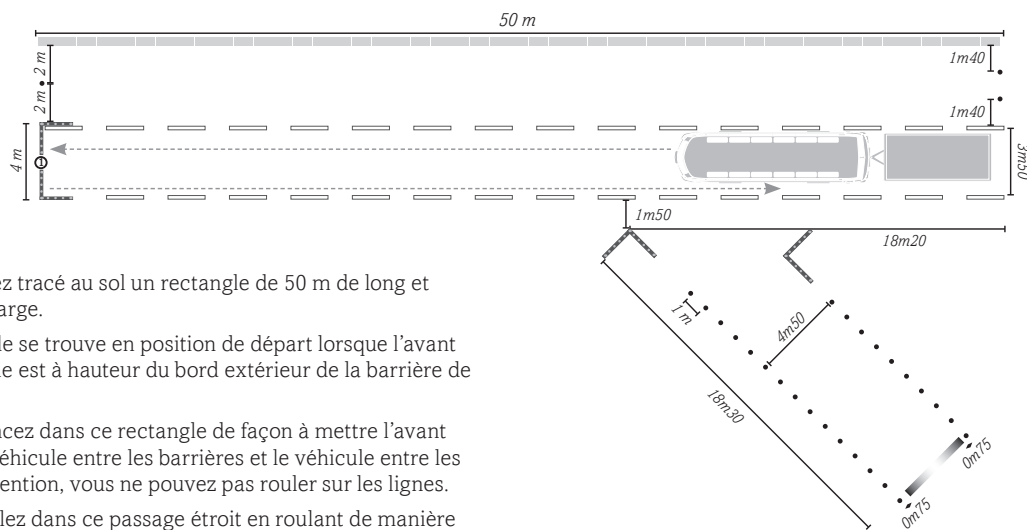 50 m
2 m
2 m
1m40
1m40
4 m
1
3m50
1m50
18m20
ez tracé au sol un rectangle de 50 m de long et
arge.
le se trouve en position de départ lorsque l'avant
le est à hauteur du bord extérieur de la barrière de
ncez dans ce rectangle de façon à mettre l'avant
éhicule entre les barrières et le véhicule entre les
ention, vous ne pouvez pas rouler sur les lignes.
lez dans ce passage étroit en roulant de manière
1 m
4m50
18m30
0m75
0m75